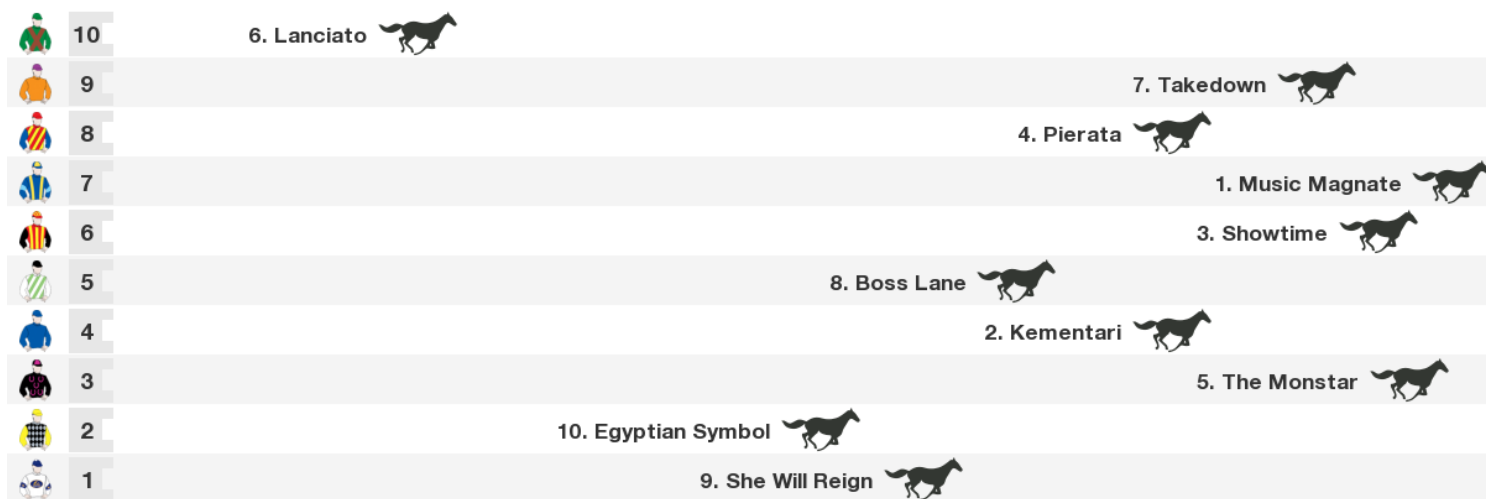 10 6. Lanciato
9 7. Takedown
8 4. Pierata
7 1. Music Magnate
6 3. Showtime
5 8. Boss Lane
4 2. Kementari
3 5. The Monstar
2 10. Egyptian Symbol
1 9. She Will Reign